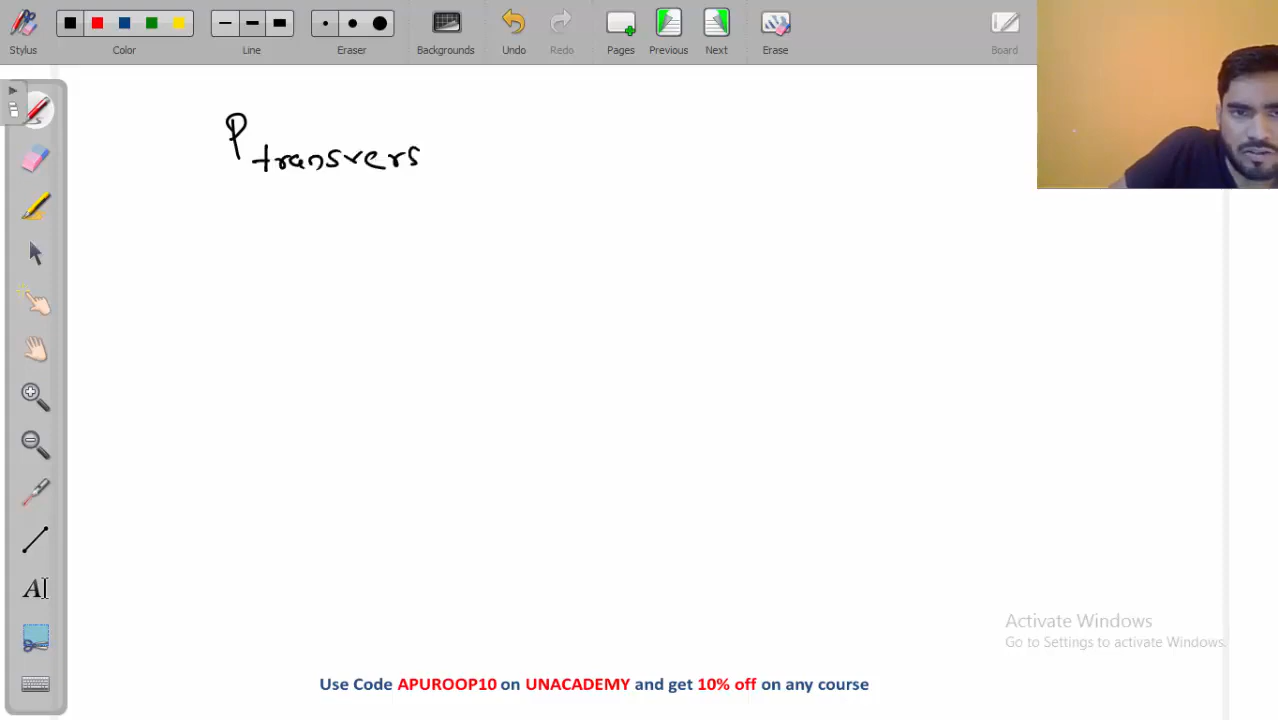 Stylus Color Line Eraser Backgrounds Undo Redo Pages Previous Next Erase Board
P transvers
A
Activate Windows
Go to Settings to activate Windows.
Use Code APUROOP10 on UNACADEMY and get 10% off on any course